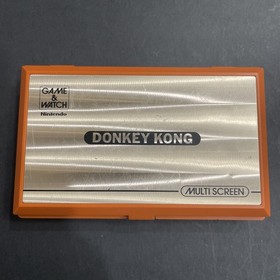 GAME
&
WATCH
Nintendo
DONKEY KONG
MULTI SCREEN